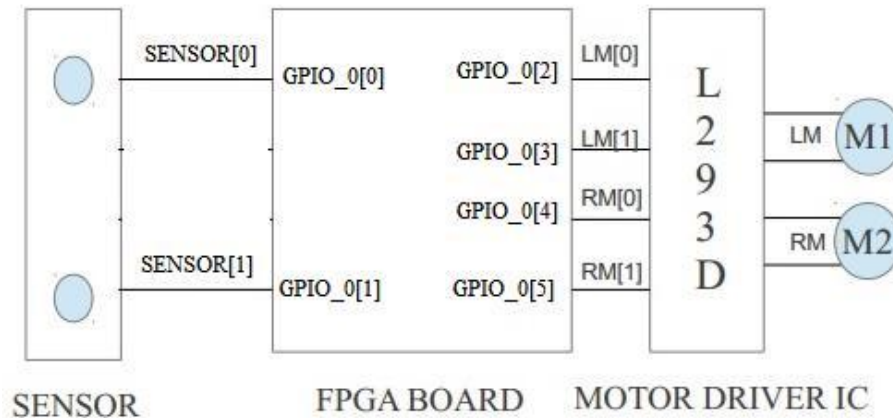 SENSOR[0]
GPIO_0[0]
GPIO_0[2]
LM[0]
GPIO_0[3]
LM[1]
GPIO_0[4]
RM[0]
SENSOR[1]
GPIO_0[1]
GPIO_0[5]
RM[1]
L
2
9
3
D
LM
M1
RM
M2
SENSOR
FPGA BOARD
MOTOR DRIVER IC